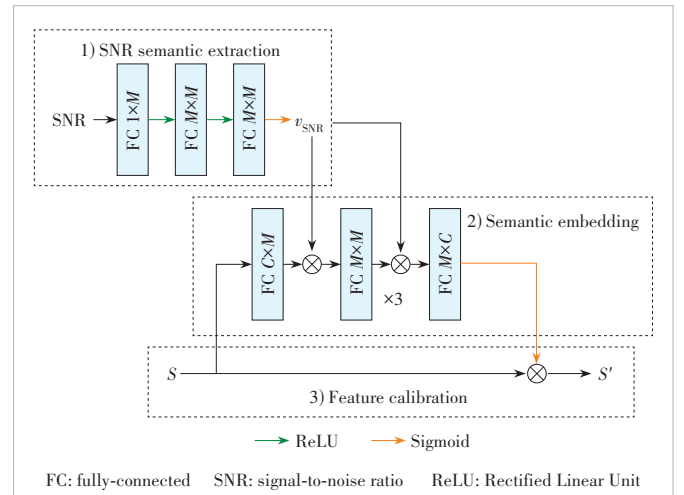 1) SNR semantic extraction
SNR
FC 1×M
FC M×M
FC M×M
vSNR
2) Semantic embedding
FC C×M
FC M×M
×3
FC M×C
S
S′
3) Feature calibration
ReLU
Sigmoid
FC: fully-connected SNR: signal-to-noise ratio ReLU: Rectified Linear Unit